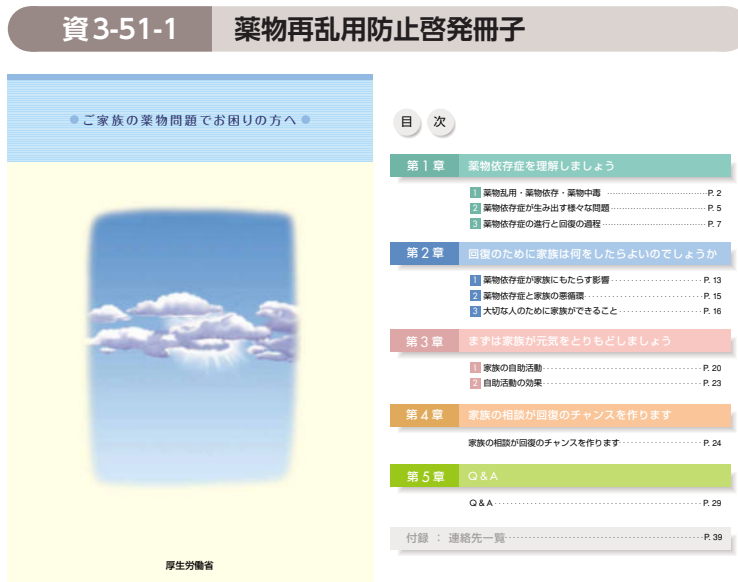 資3-51-1 薬物再乱用防止啓発冊子
●ご家族の薬物問題でお困りの方へ●
厚生労働省
目 次
第1章 薬物依存症を理解しましょう
1 薬物乱用・薬物依存・薬物中毒 P. 2
2 薬物依存症が生み出す様々な問題 P. 5
3 薬物依存症の進行と回復の過程 P. 7
第2章 回復のために家族は何をしたらよいのでしょうか
1 薬物依存症が家族にもたらす影響 P. 13
2 薬物依存症と家族の悪循環 P. 15
3 大切な人のために家族ができること P. 16
第3章 まずは家族が元気をとりもどしましょう
1 家族の自助活動 P. 20
2 自助活動の効果 P. 23
第4章 家族の相談が回復のチャンスを作ります
家族の相談が回復のチャンスを作ります P. 24
第5章 Q&A
Q&A P. 29
付録 : 連絡先一覧 P. 39